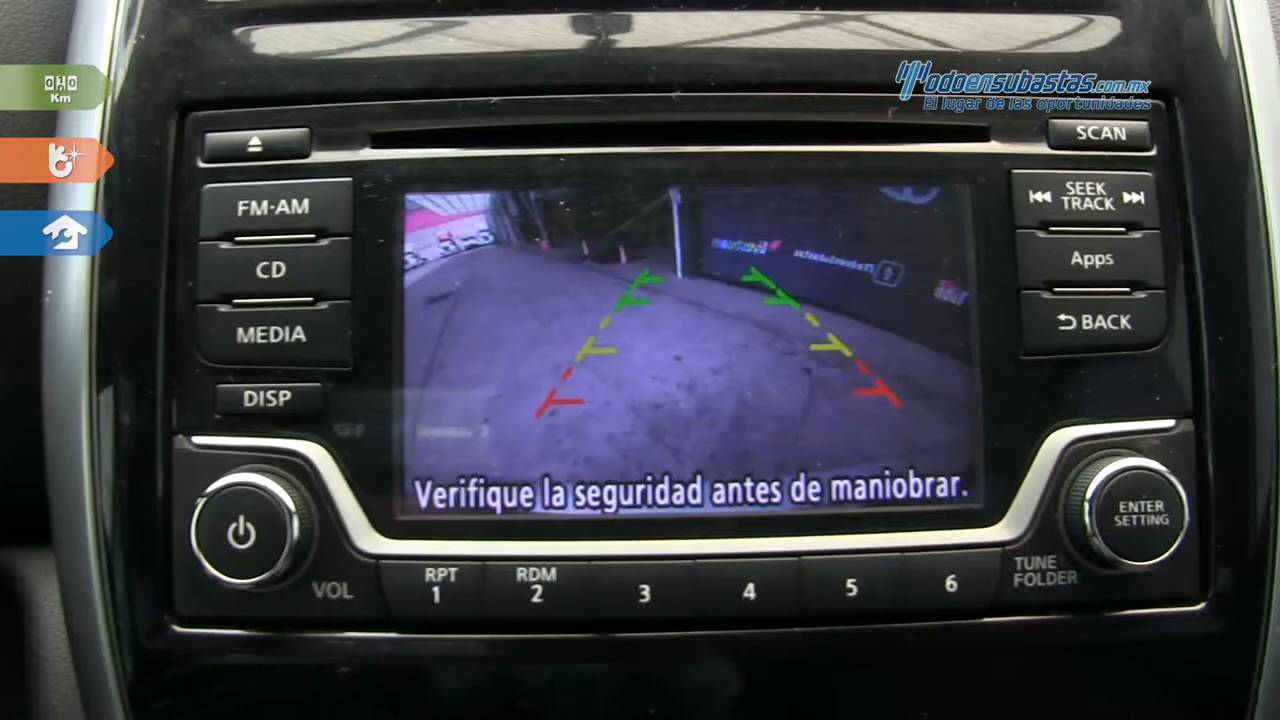 Km
todoensubastas.com.mx
El lugar de las oportunidades
SCAN
FM·AM
SEEK
TRACK
CD
Apps
MEDIA
BACK
DISP
Verifique la seguridad antes de maniobrar.
ENTER
SETTING
VOL
RPT
1
RDM
2
3
4
5
6
TUNE
FOLDER